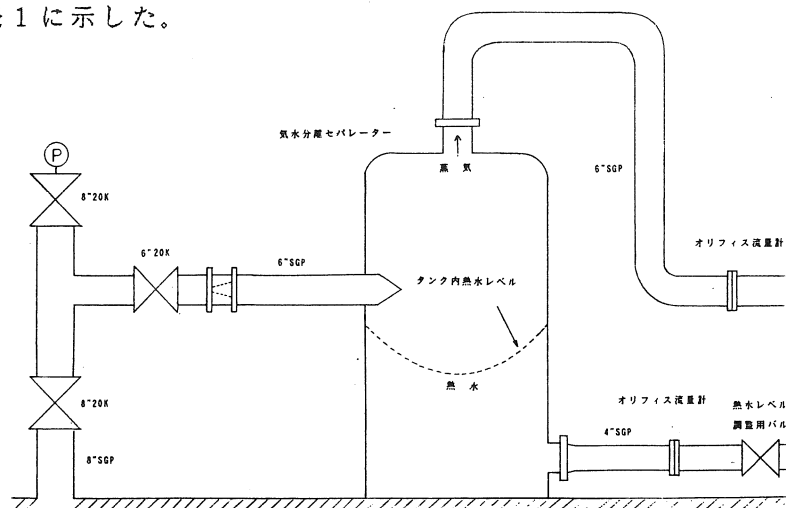 に示した。
気水分離セパレーター
蒸気
P
8"20K
6"20K
6"SGP
6"SGP
オリフィス流量計
タンク内熱水レベル
熱水
8"20K
8"SGP
オリフィス流量計
4"SGP
熱水レベル
調整用バル